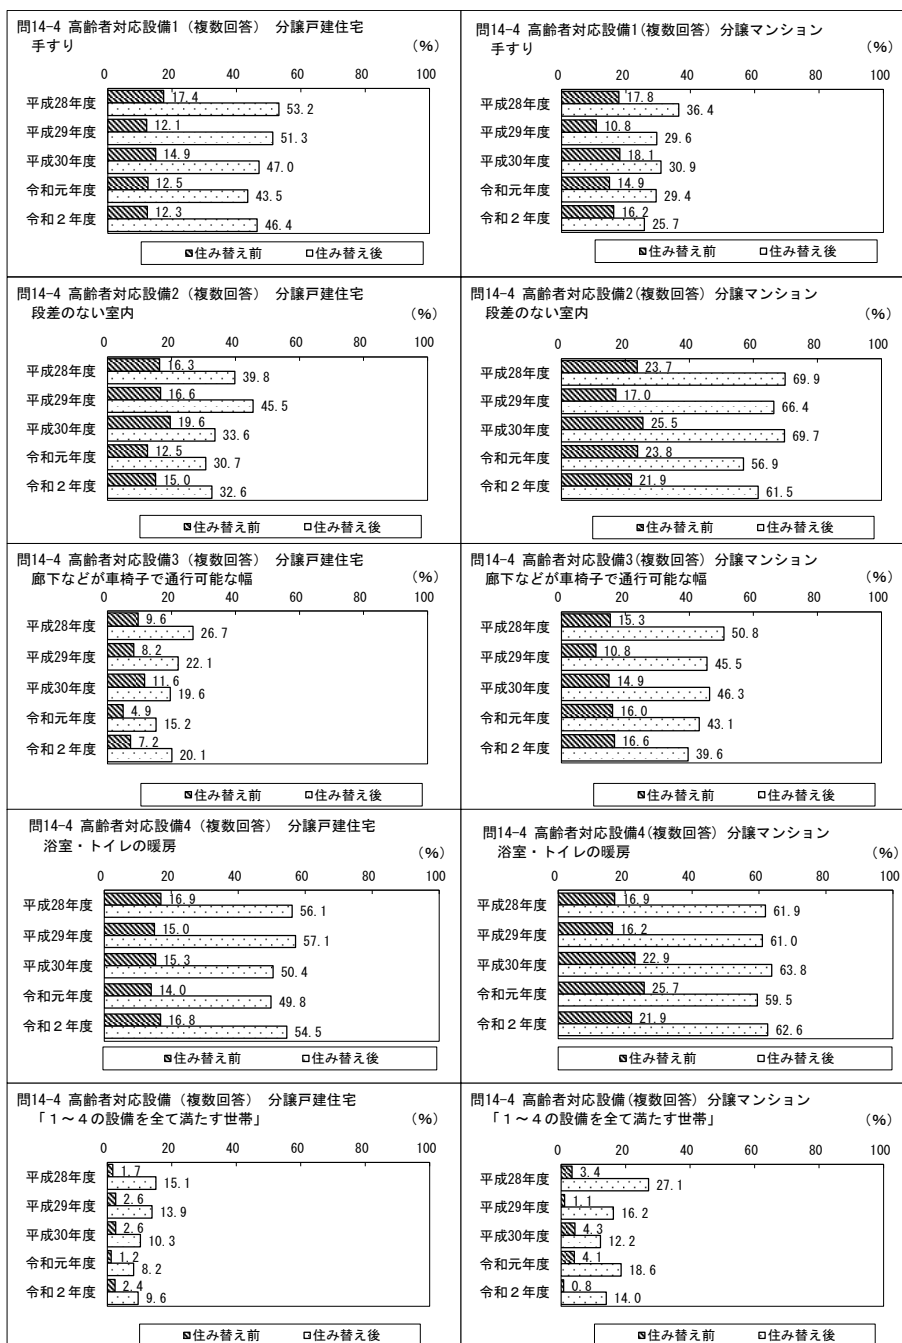 問14-4 高齢者対応設備1（複数回答） 分譲戸建住宅
手すり
(%)
0 20 40 60 80 100
平成28年度 17.4 53.2
平成29年度 12.1 51.3
平成30年度 14.9 47.0
令和元年度 12.5 43.5
令和２年度 12.3 46.4
住み替え前 住み替え後
問14-4 高齢者対応設備1(複数回答) 分譲マンション
手すり
(%)
0 20 40 60 80 100
平成28年度 17.8 36.4
平成29年度 10.8 29.6
平成30年度 18.1 30.9
令和元年度 14.9 29.4
令和２年度 16.2 25.7
住み替え前 住み替え後
問14-4 高齢者対応設備2（複数回答） 分譲戸建住宅
段差のない室内
(%)
0 20 40 60 80 100
平成28年度 16.3 39.8
平成29年度 16.6 45.5
平成30年度 19.6 33.6
令和元年度 12.5 30.7
令和２年度 15.0 32.6
住み替え前 住み替え後
問14-4 高齢者対応設備2(複数回答) 分譲マンション
段差のない室内
(%)
0 20 40 60 80 100
平成28年度 23.7 69.9
平成29年度 17.0 66.4
平成30年度 25.5 69.7
令和元年度 23.8 56.9
令和２年度 21.9 61.5
住み替え前 住み替え後
問14-4 高齢者対応設備3（複数回答） 分譲戸建住宅
廊下などが車椅子で通行可能な幅
(%)
0 20 40 60 80 100
平成28年度 9.6 26.7
平成29年度 8.2 22.1
平成30年度 11.6 19.6
令和元年度 4.9 15.2
令和２年度 7.2 20.1
住み替え前 住み替え後
問14-4 高齢者対応設備3(複数回答) 分譲マンション
廊下などが車椅子で通行可能な幅
(%)
0 20 40 60 80 100
平成28年度 15.3 50.8
平成29年度 10.8 45.5
平成30年度 14.9 46.3
令和元年度 16.0 43.1
令和２年度 16.6 39.6
住み替え前 住み替え後
問14-4 高齢者対応設備4（複数回答） 分譲戸建住宅
浴室・トイレの暖房
(%)
0 20 40 60 80 100
平成28年度 16.9 56.1
平成29年度 15.0 57.1
平成30年度 15.3 50.4
令和元年度 14.0 49.8
令和２年度 16.8 54.5
住み替え前 住み替え後
問14-4 高齢者対応設備4(複数回答) 分譲マンション
浴室・トイレの暖房
(%)
0 20 40 60 80 100
平成28年度 16.9 61.9
平成29年度 16.2 61.0
平成30年度 22.9 63.8
令和元年度 25.7 59.5
令和２年度 21.9 62.6
住み替え前 住み替え後
問14-4 高齢者対応設備（複数回答） 分譲戸建住宅
「１～４の設備を全て満たす世帯」
(%)
0 20 40 60 80 100
平成28年度 1.7 15.1
平成29年度 2.6 13.9
平成30年度 2.6 10.3
令和元年度 1.2 8.2
令和２年度 2.4 9.6
住み替え前 住み替え後
問14-4 高齢者対応設備(複数回答) 分譲マンション
「１～４の設備を全て満たす世帯」
(%)
0 20 40 60 80 100
平成28年度 3.4 27.1
平成29年度 1.1 16.2
平成30年度 4.3 12.2
令和元年度 4.1 18.6
令和２年度 0.8 14.0
住み替え前 住み替え後